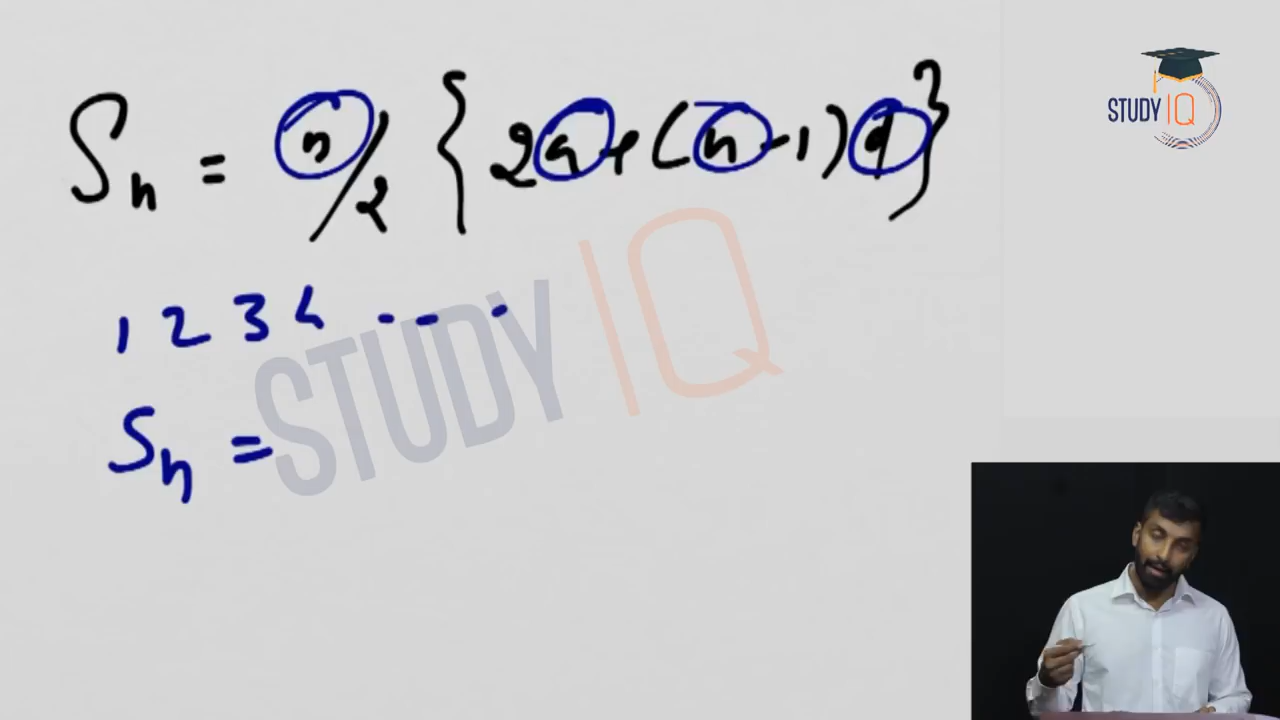 STUDY IQ
Sn = n/2 { 2a + (n-1) d }
1 2 3 4 - - .
Sn =
STUDY IQ